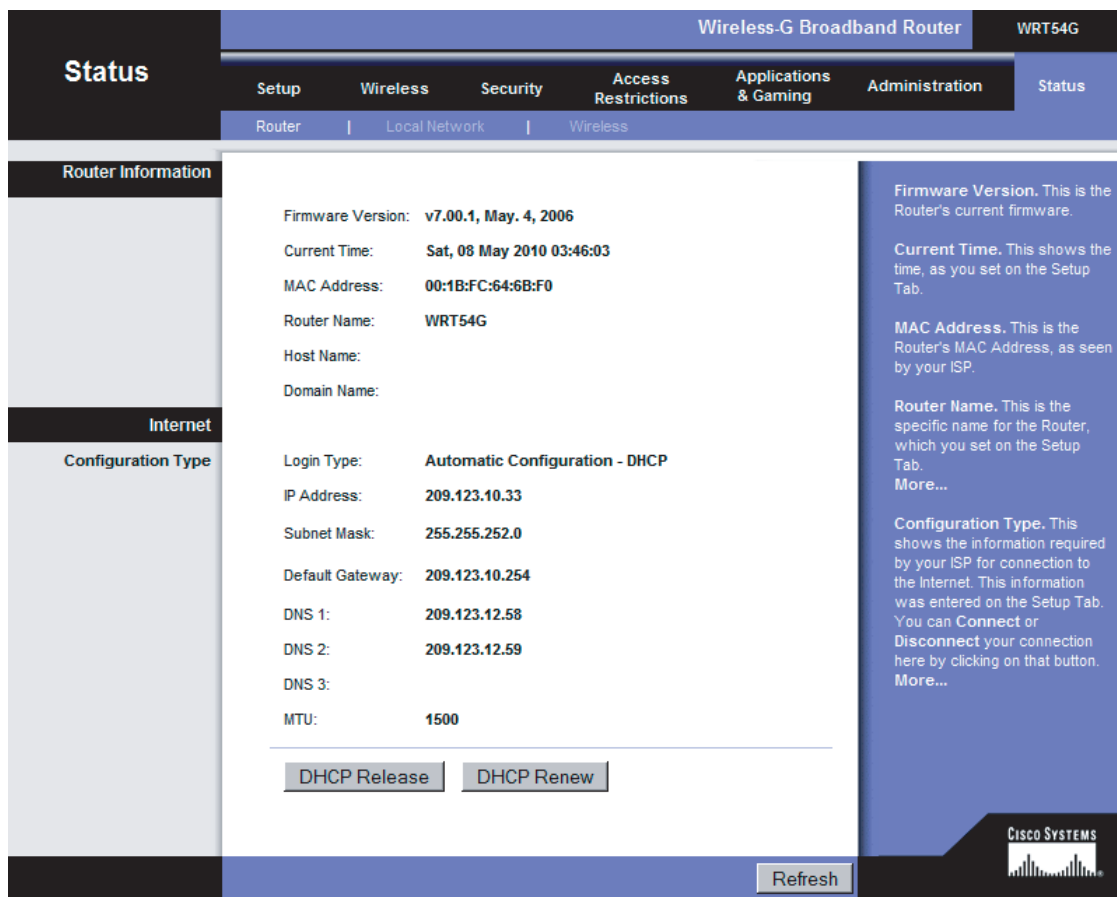 Wireless-G Broadband Router WRT54G
Status
Setup Wireless Security Access Restrictions Applications & Gaming Administration Status
Router | Local Network | Wireless
Router Information
Firmware Version: v7.00.1, May. 4, 2006
Current Time: Sat, 08 May 2010 03:46:03
MAC Address: 00:1B:FC:64:6B:F0
Router Name: WRT54G
Host Name:
Domain Name:
Internet
Configuration Type
Login Type: Automatic Configuration - DHCP
IP Address: 209.123.10.33
Subnet Mask: 255.255.252.0
Default Gateway: 209.123.10.254
DNS 1: 209.123.12.58
DNS 2: 209.123.12.59
DNS 3:
MTU: 1500
DHCP Release DHCP Renew
Firmware Version. This is the
Router's current firmware.
Current Time. This shows the
time, as you set on the Setup
Tab.
MAC Address. This is the
Router's MAC Address, as seen
by your ISP.
Router Name. This is the
specific name for the Router,
which you set on the Setup
Tab.
More...
Configuration Type. This
shows the information required
by your ISP for connection to
the Internet. This information
was entered on the Setup Tab.
You can Connect or
Disconnect your connection
here by clicking on that button.
More...
CISCO SYSTEMS
Refresh